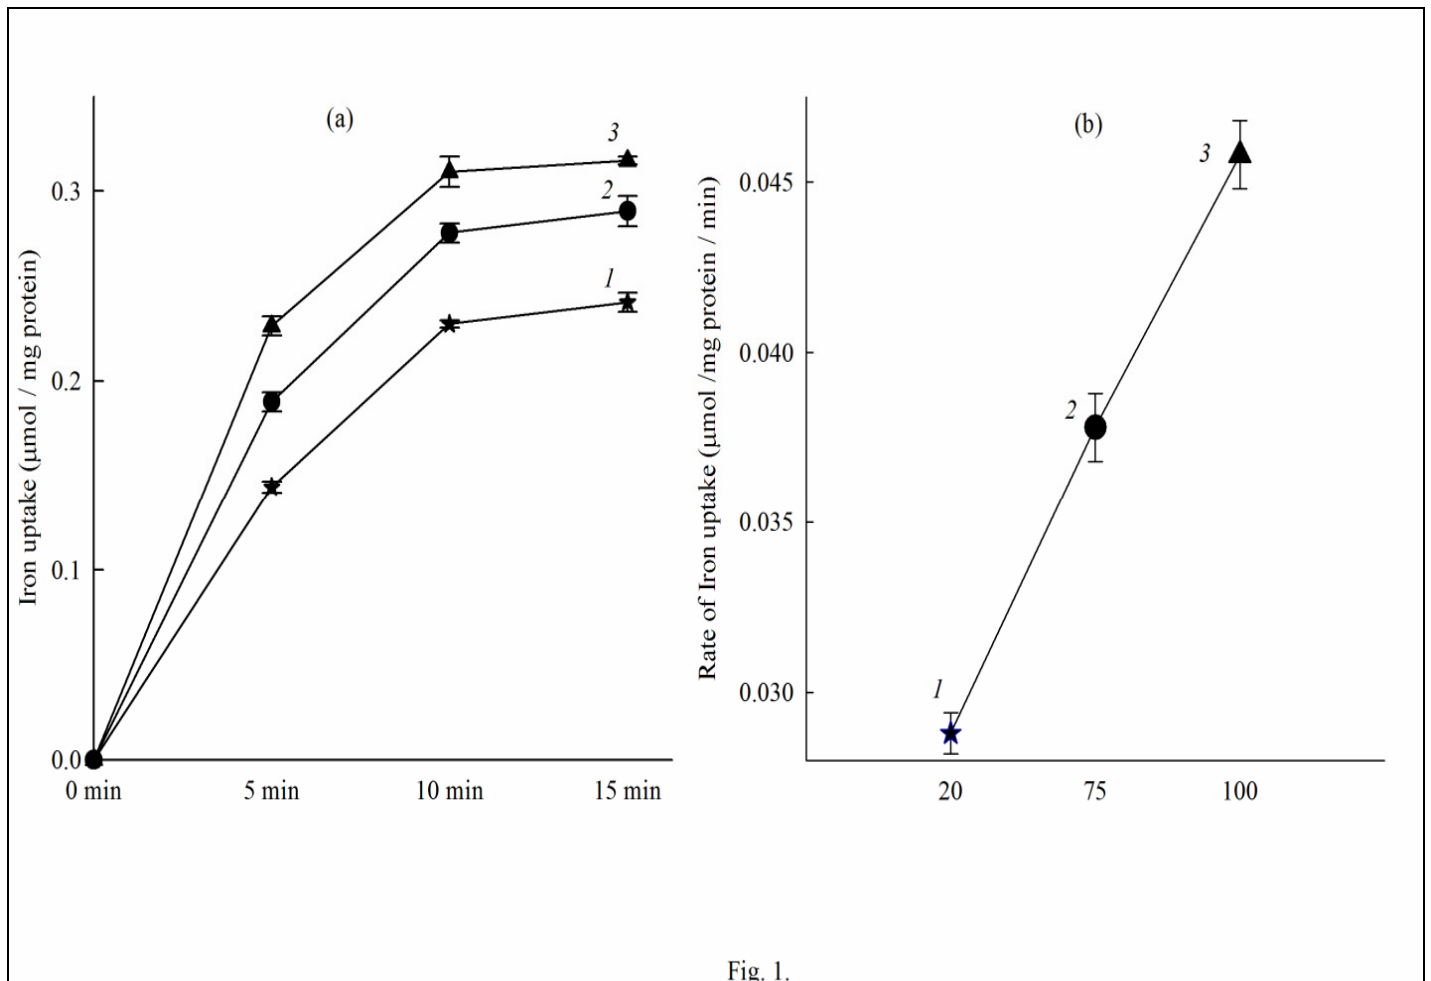 (a)
Iron uptake (µmol / mg protein)
0.3
0.2
0.1
0.0
0 min
5 min
10 min
15 min
3
2
1
(b)
Rate of Iron uptake (µmol /mg protein / min)
0.045
0.040
0.035
0.030
20
75
100
1
2
3
Fig. 1.